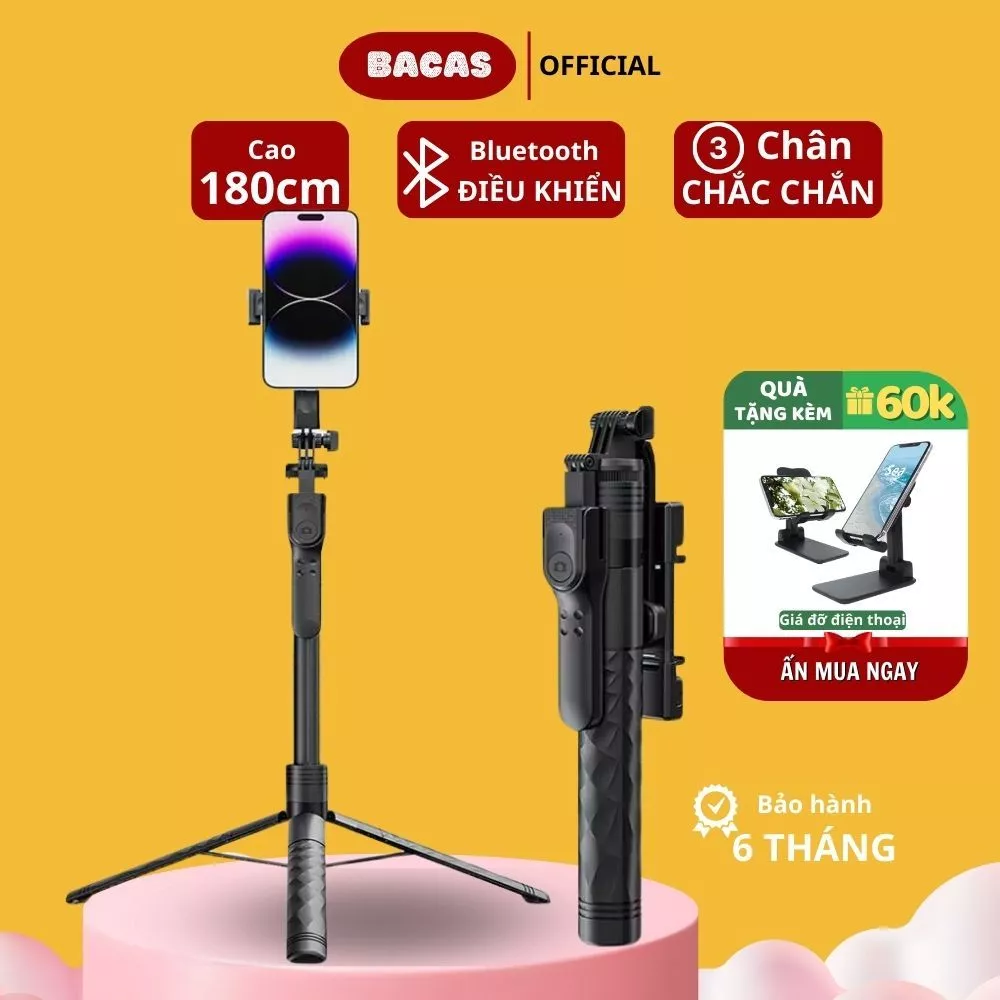 BACAS OFFICIAL
Cao
180cm
Bluetooth
ĐIỀU KHIỂN
3 Chân
CHẮC CHẮN
QUÀ
TẶNG KÈM
60k
Sea
Giá đỡ điện thoại
ẤN MUA NGAY
Bảo hành
6 THÁNG